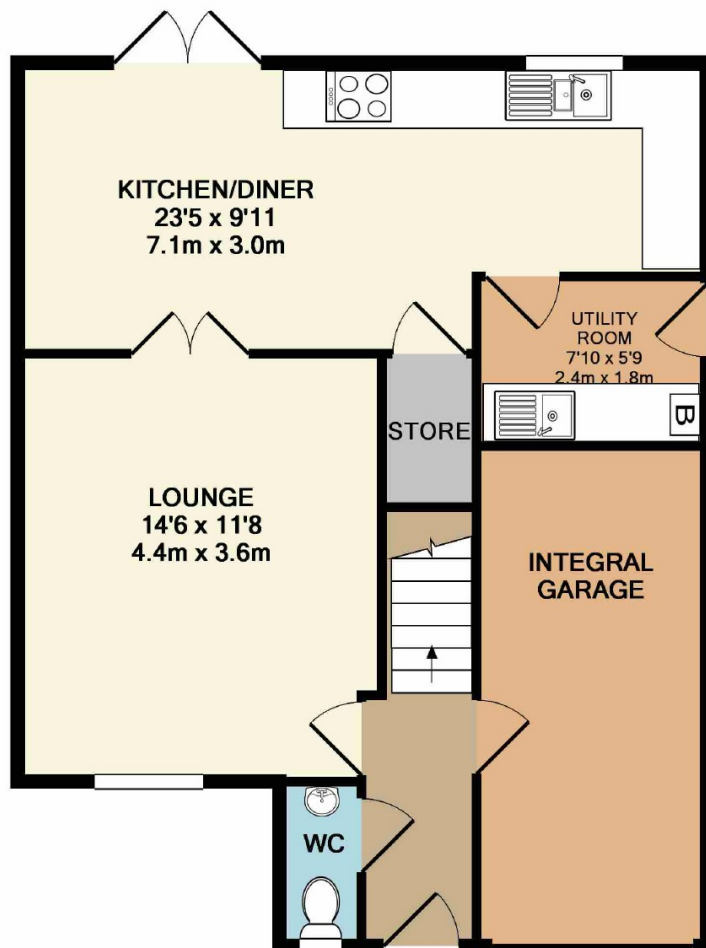 KITCHEN/DINER
23'5 x 9'11
7.1m x 3.0m
UTILITY
ROOM
7'10 x 5'9
2.4m x 1.8m
B
STORE
LOUNGE
14'6 x 11'8
4.4m x 3.6m
INTEGRAL
GARAGE
WC